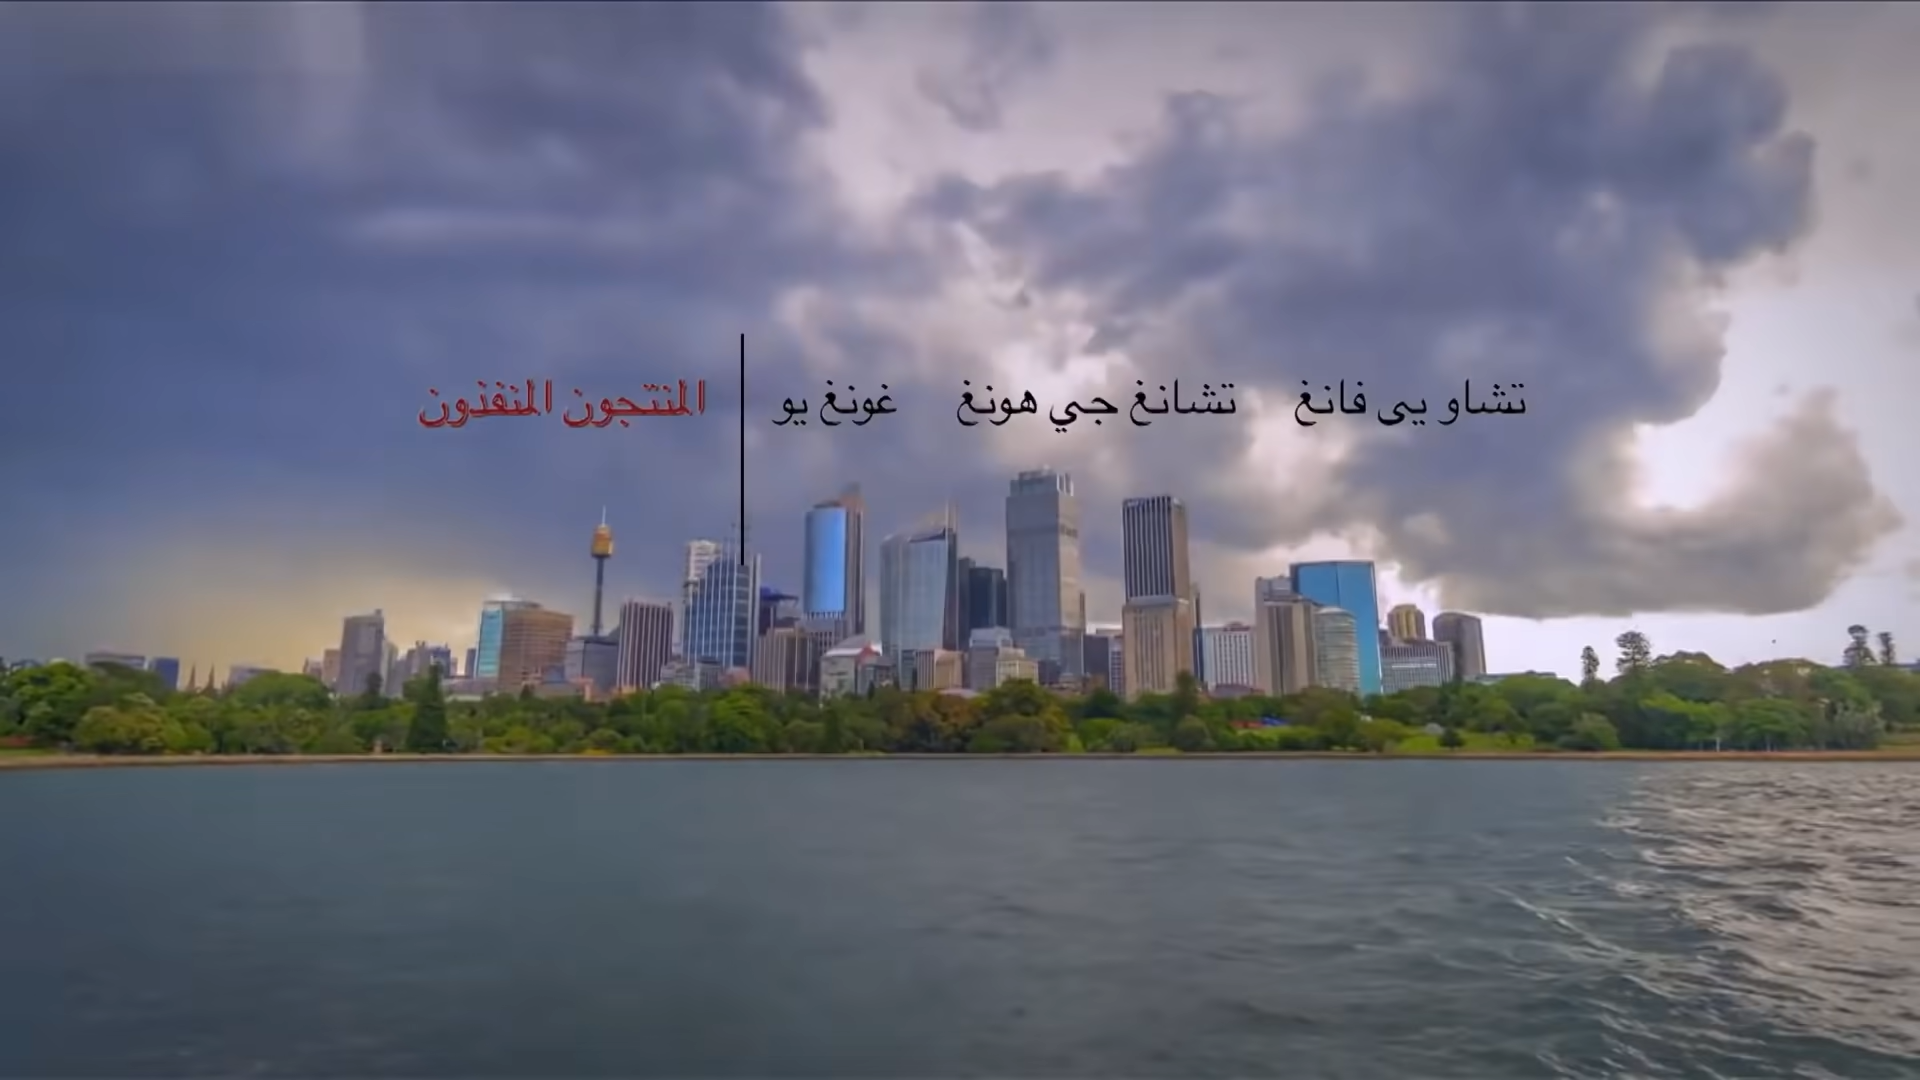 تشاو يى فانغ تشانغ جي هونغ غونغ يو
المنتجون المنفذون